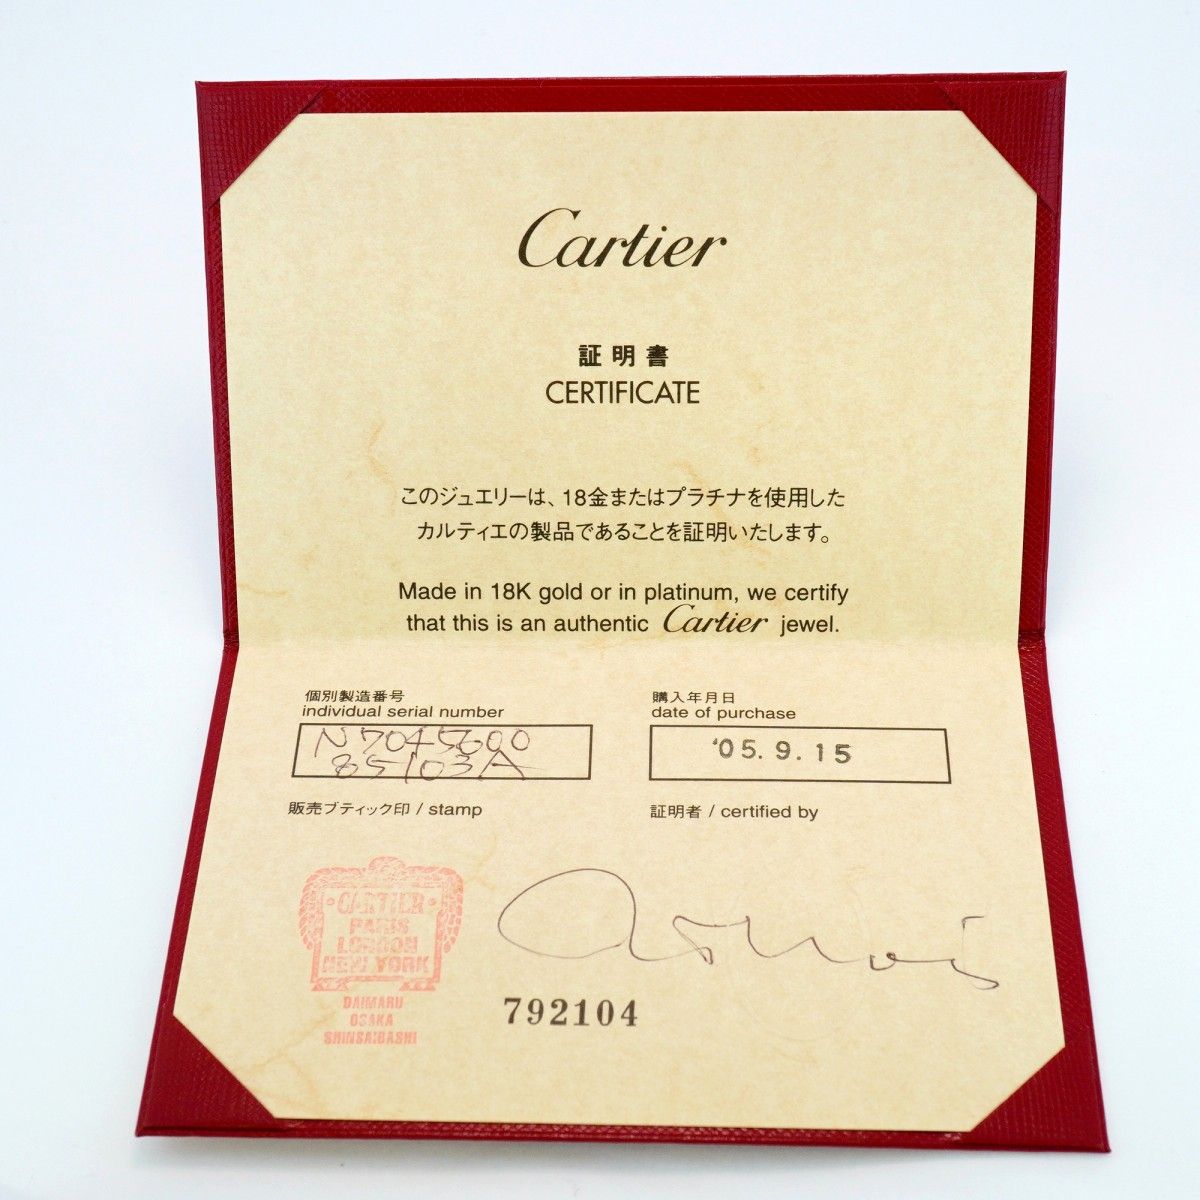 Cartier
証明書
CERTIFICATE
このジュエリーは、18金またはプラチナを使用した
カルティエの製品であることを証明いたします。
Made in 18K gold or in platinum, we certify
that this is an authentic Cartier jewel.
個別製造番号
individual serial number
N7045600
85103A
購入年月日
date of purchase
'05. 9. 15
販売ブティック印 / stamp
証明者 / certified by
CARTIER
PARIS
LONDON
NEW YORK
DAIMARU
OSAKA
SHINSAIBASHI
792104